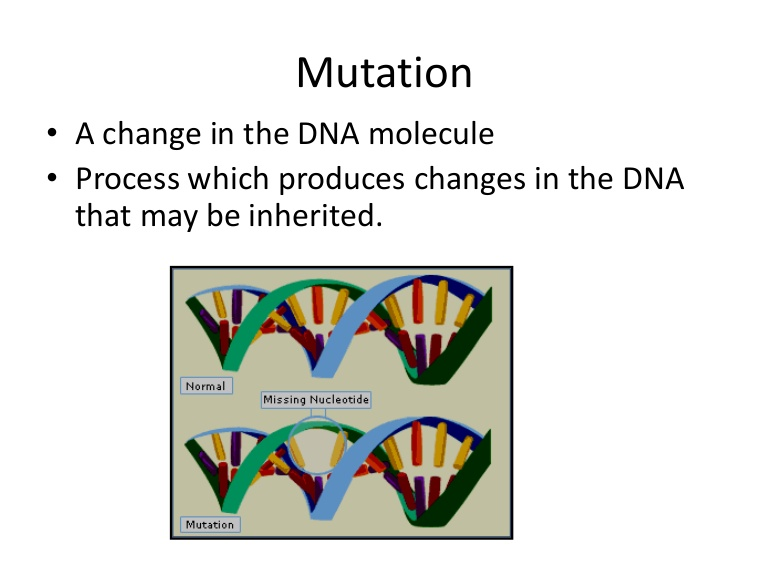 Mutation
• A change in the DNA molecule
• Process which produces changes in the DNA
that may be inherited.
Normal
Missing Nucleotide
Mutation